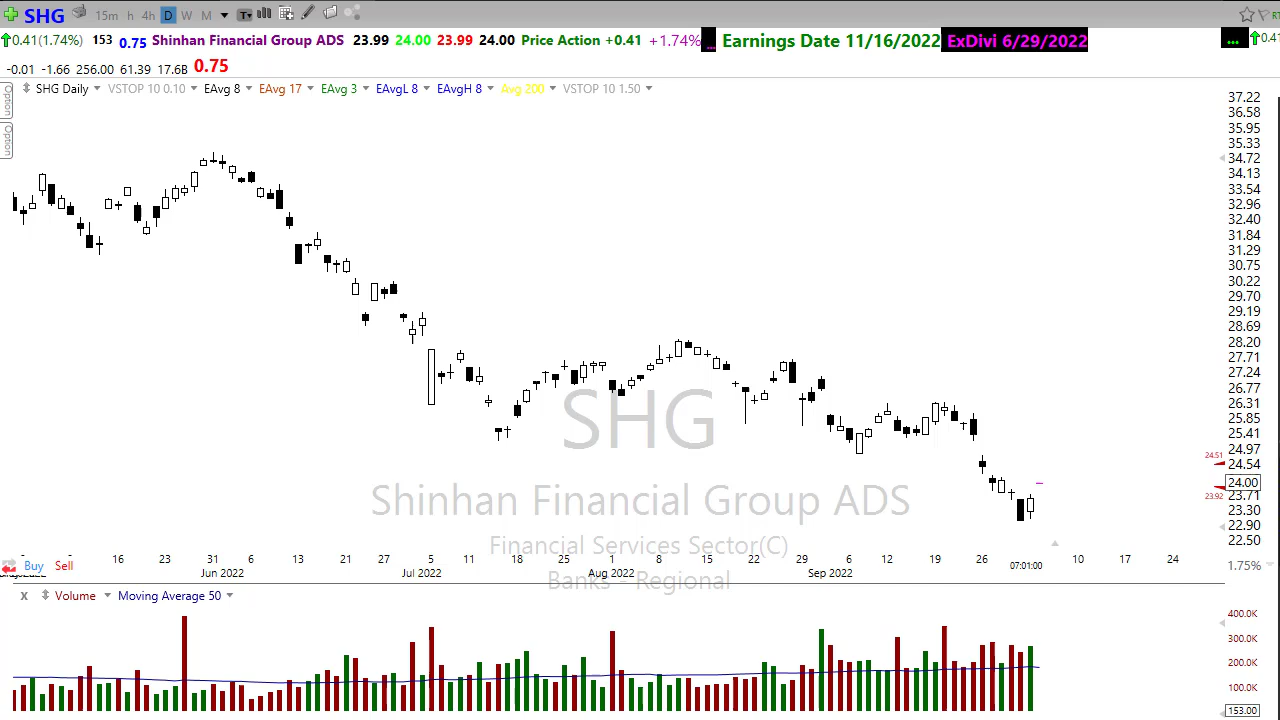 SHG 15m h 4h D W M T
0.41(1.74%) 153 0.75 Shinhan Financial Group ADS 23.99 24.00 23.99 24.00 Price Action +0.41 +1.74% ... Earnings Date 11/16/2022 ExDivi 6/29/2022 ... 0.41
-0.01 -1.66 256.00 61.39 17.6B 0.75
SHG Daily VSTOP 10 0.10 EAvg 8 EAvg 17 EAvg 3 EAvgL 8 EAvgH 8 Avg 200 VSTOP 10 1.50
Option
Option
37.22
36.58
35.95
35.33
34.72
34.13
33.54
32.96
32.40
31.84
31.29
30.75
30.22
29.70
29.19
28.69
28.20
27.71
27.24
26.77
26.31
25.85
25.41
24.97
24.51
24.54
24.00
23.92
23.71
23.30
22.90
22.50
SHG
Shinhan Financial Group ADS
Financial Services Sector(C)
Banks - Regional
16 23 31 6 13 21 27 5 11 18 25 1 8 15 22 29 6 12 19 26 07:01:00 10 17 24
Buy Sell 1.75%
Jun 2022 Jul 2022 Aug 2022 Sep 2022
x Volume Moving Average 50
400.0K
300.0K
200.0K
100.0K
153.00